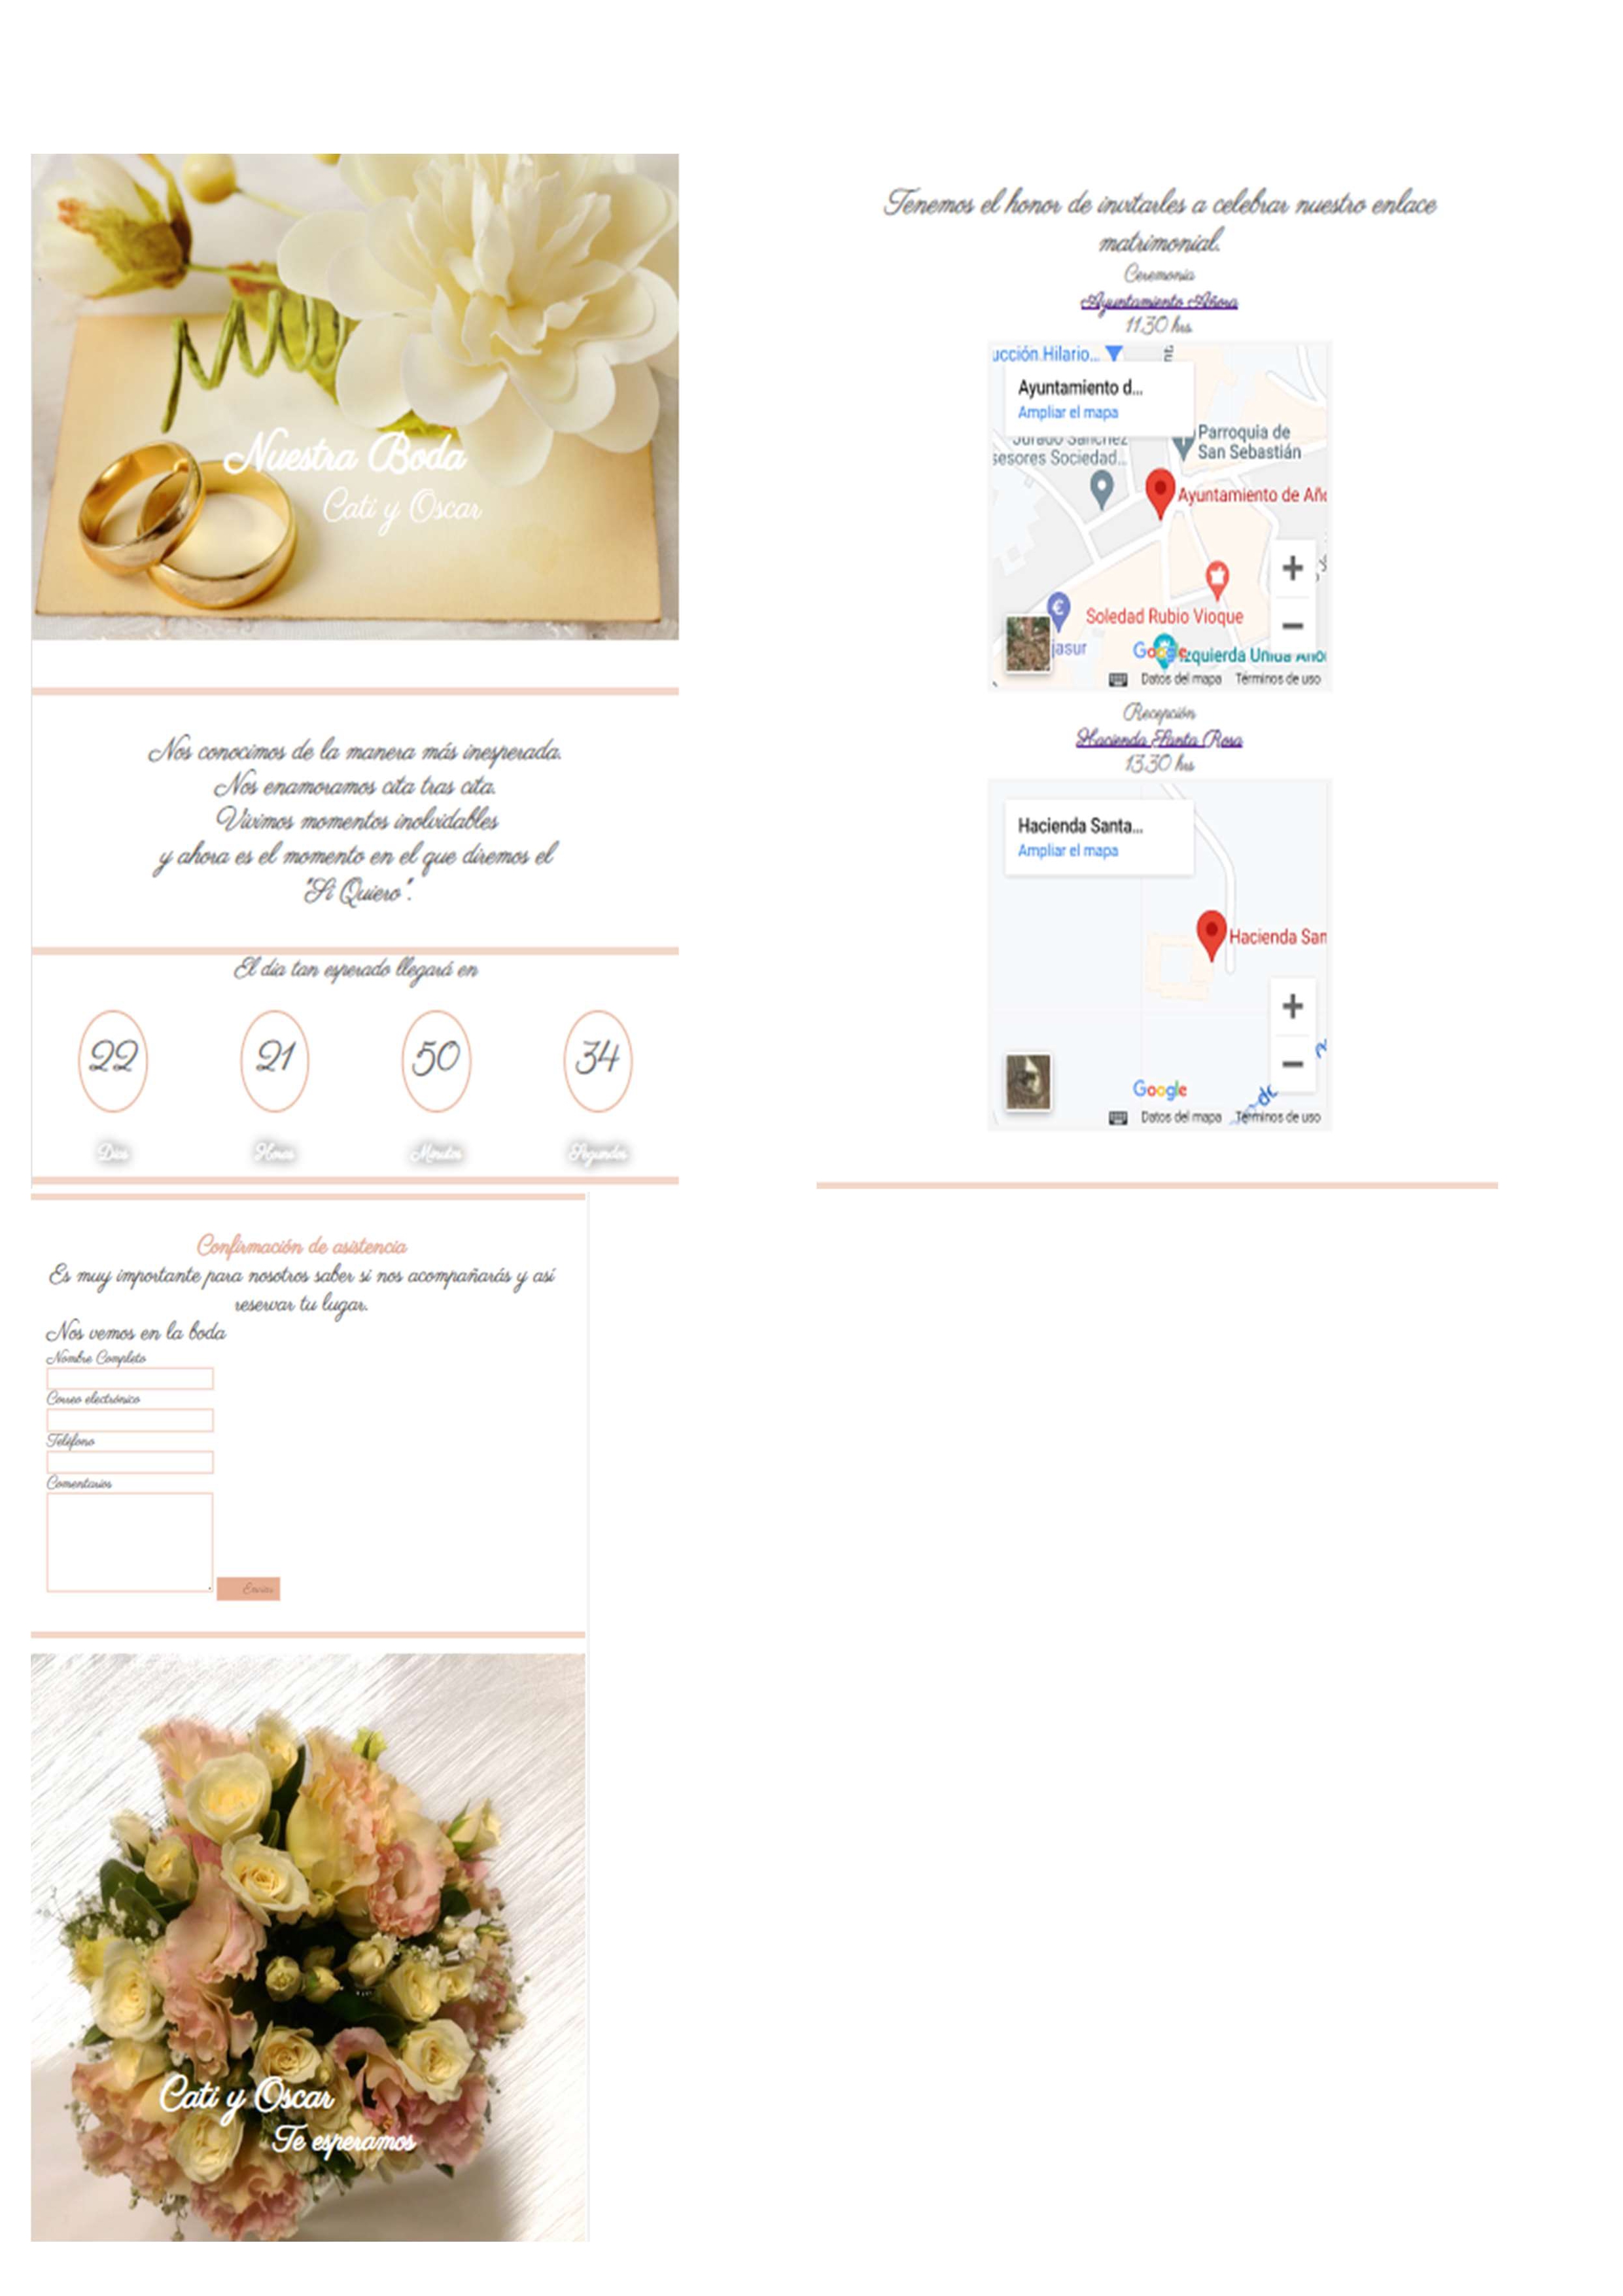 Nuestra Boda
Cati y Oscar
Nos conocimos de la manera más inesperada.
Nos enamoramos cita tras cita.
Vivimos momentos inolvidables
y ahora es el momento en el que diremos el
"Si Quiero".
El dia tan esperado llegará en
22 21 50 34
Dias Horas Minutos Segundos
Tenemos el honor de invitarles a celebrar nuestro enlace
matrimonial.
Ceremonia
Ayuntamiento Añora
11.30 hrs.
ucción Hilario...
Ayuntamiento d...
Ampliar el mapa
Jurado Sánchez
sesores Sociedad...
Parroquia de
San Sebastián
Ayuntamiento de Año
Soledad Rubio Vioque
jasur
Google
Izquierda Unida Añor
Datos del mapa Términos de uso
Recepción
Hacienda Santa Rosa
13.30 hrs
Hacienda Santa...
Ampliar el mapa
Hacienda San
Google
Datos del mapa Términos de uso
Confirmación de asistencia
Es muy importante para nosotros saber si nos acompañarás y así
reservar tu lugar.
Nos vemos en la boda
Nombre Completo
Correo electrónico
Teléfono
Comentarios
Enviar
Cati y Oscar
Te esperamos